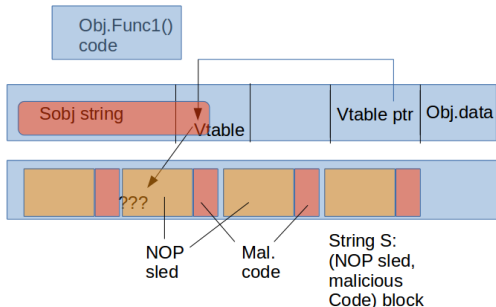 Obj.Func1()
code
Sobj string
Vtable
Vtable ptr
Obj.data
???
NOP
sled
Mal.
code
String S:
(NOP sled,
malicious
Code) block